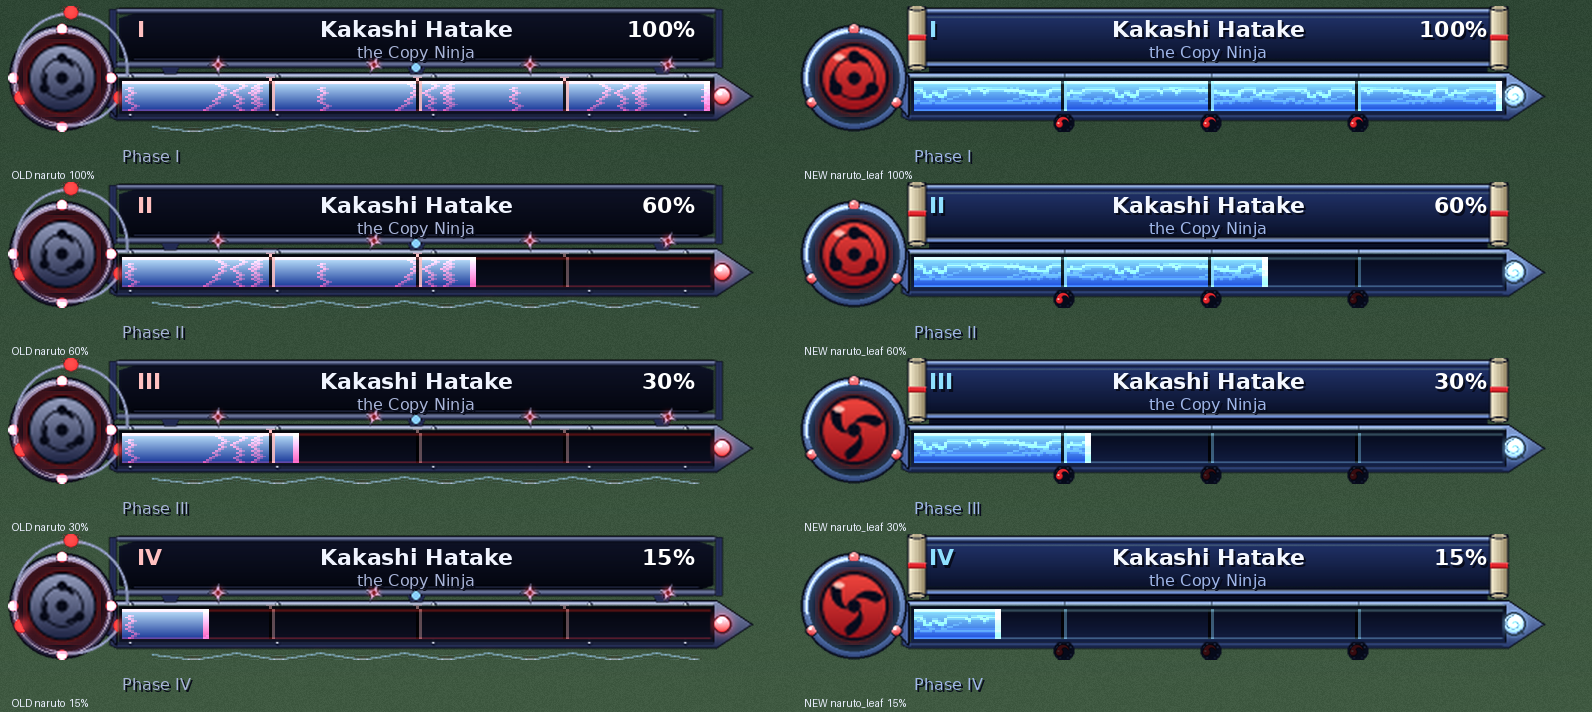 I Kakashi Hatake 100%
the Copy Ninja
Phase I
OLD naruto 100%
I Kakashi Hatake 100%
the Copy Ninja
Phase I
NEW naruto_leaf 100%
II Kakashi Hatake 60%
the Copy Ninja
Phase II
OLD naruto 60%
II Kakashi Hatake 60%
the Copy Ninja
Phase II
NEW naruto_leaf 60%
III Kakashi Hatake 30%
the Copy Ninja
Phase III
OLD naruto 30%
III Kakashi Hatake 30%
the Copy Ninja
Phase III
NEW naruto_leaf 30%
IV Kakashi Hatake 15%
the Copy Ninja
Phase IV
OLD naruto 15%
IV Kakashi Hatake 15%
the Copy Ninja
Phase IV
NEW naruto_leaf 15%